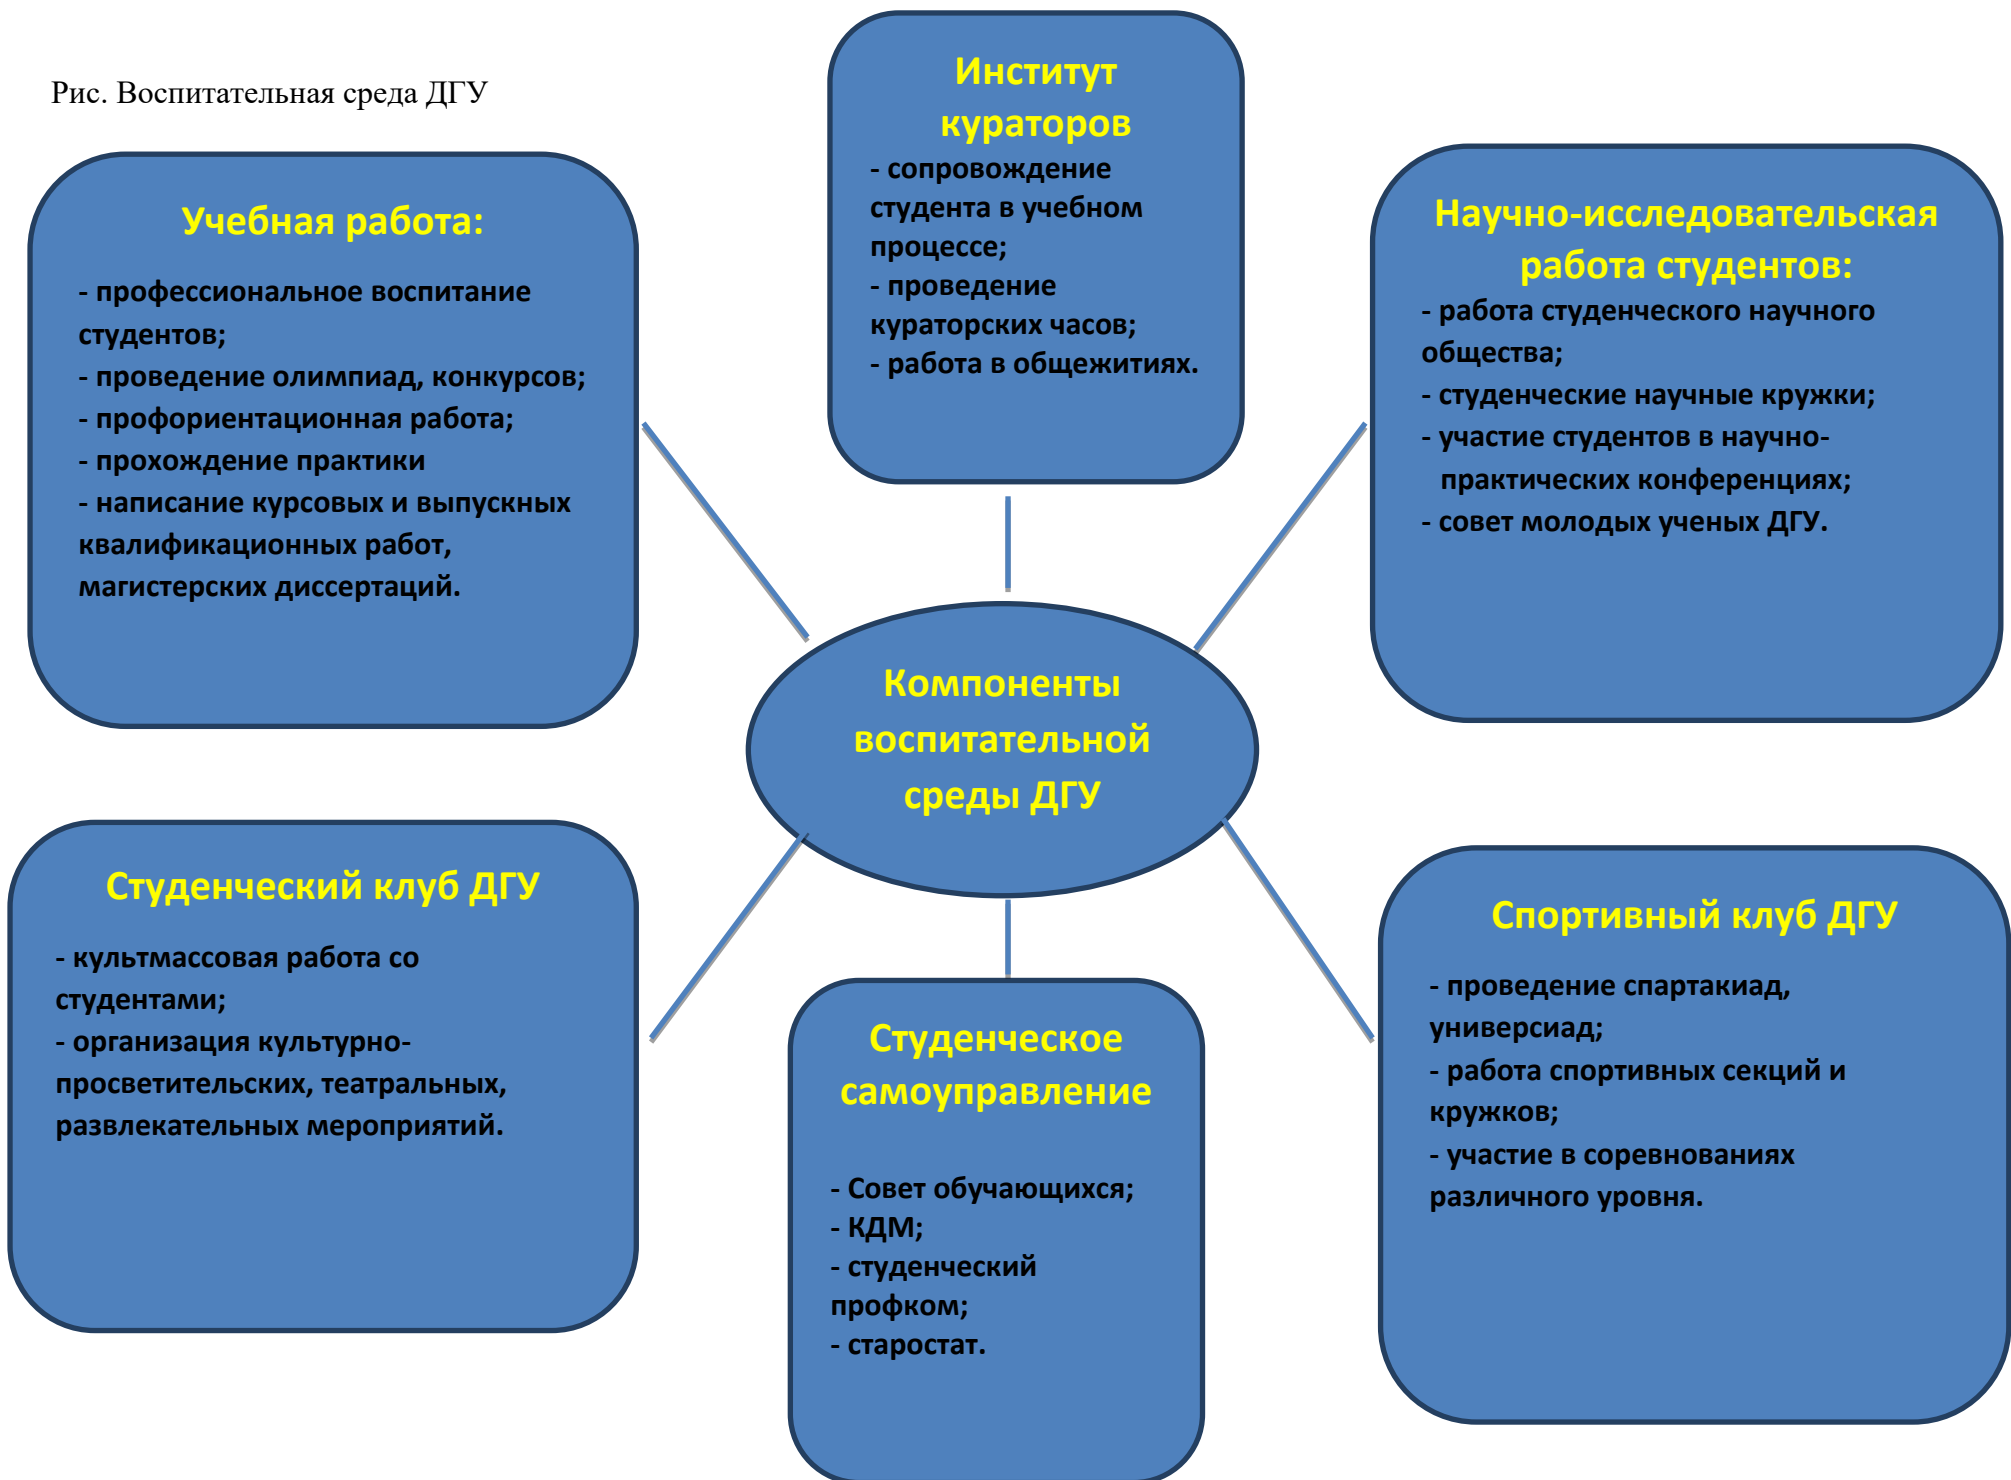 Рис. Воспитательная среда ДГУ
Институт
кураторов
- сопровождение
студента в учебном
процессе;
- проведение
кураторских часов;
- работа в общежитиях.
Учебная работа:
- профессиональное воспитание
студентов;
- проведение олимпиад, конкурсов;
- профориентационная работа;
- прохождение практики
- написание курсовых и выпускных
квалификационных работ,
магистерских диссертаций.
Научно-исследовательская
работа студентов:
- работа студенческого научного
общества;
- студенческие научные кружки;
- участие студентов в научно-
практических конференциях;
- совет молодых ученых ДГУ.
Компоненты
воспитательной
среды ДГУ
Студенческий клуб ДГУ
- культмассовая работа со
студентами;
- организация культурно-
просветительских, театральных,
развлекательных мероприятий.
Студенческое
самоуправление
- Совет обучающихся;
- КДМ;
- студенческий
профком;
- старостат.
Спортивный клуб ДГУ
- проведение спартакиад,
универсиад;
- работа спортивных секций и
кружков;
- участие в соревнованиях
различного уровня.